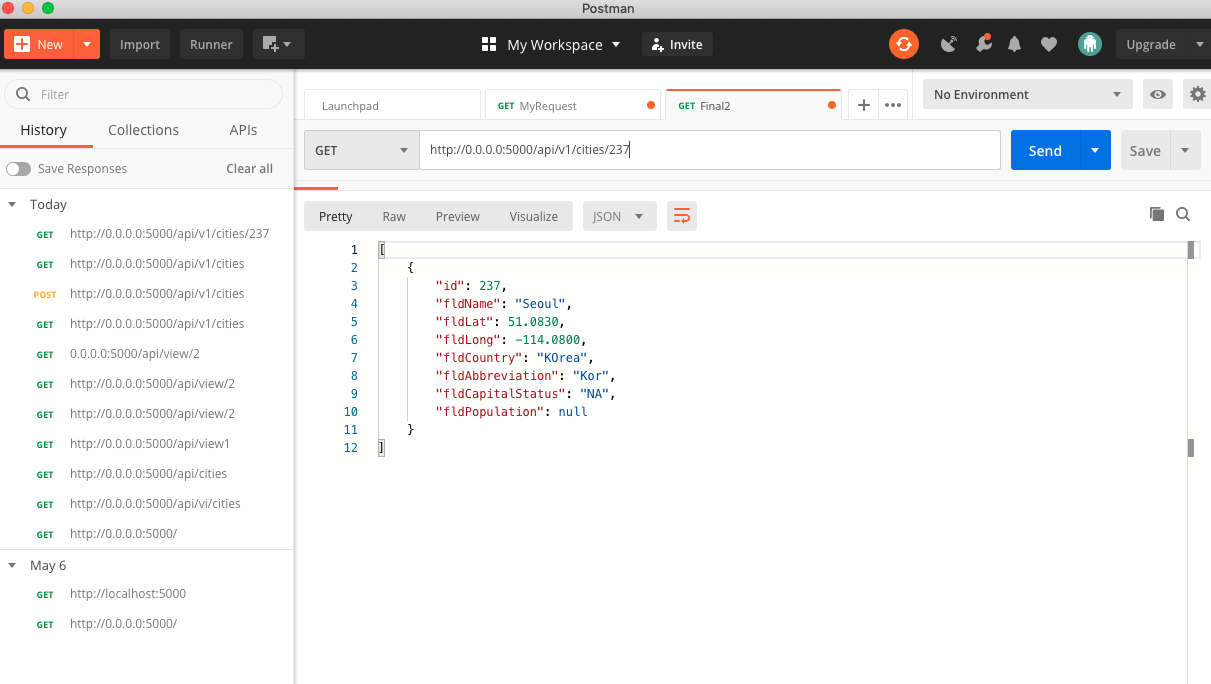 Postman
New Import Runner My Workspace Invite Upgrade
Filter
History Collections APIs
Save Responses Clear all
Today
GET http://0.0.0.0:5000/api/v1/cities/237
GET http://0.0.0.0:5000/api/v1/cities
POST http://0.0.0.0:5000/api/v1/cities
GET http://0.0.0.0:5000/api/v1/cities
GET 0.0.0.0:5000/api/view/2
GET http://0.0.0.0:5000/api/view/2
GET http://0.0.0.0:5000/api/view/2
GET http://0.0.0.0:5000/api/view1
GET http://0.0.0.0:5000/api/cities
GET http://0.0.0.0:5000/api/vi/cities
GET http://0.0.0.0:5000/
May 6
GET http://localhost:5000
GET http://0.0.0.0:5000/
Launchpad GET MyRequest GET Final2 No Environment
GET http://0.0.0.0:5000/api/v1/cities/237 Send Save
Pretty Raw Preview Visualize JSON
1 [
2 {
3 "id": 237,
4 "fldName": "Seoul",
5 "fldLat": 51.0830,
6 "fldLong": -114.0800,
7 "fldCountry": "KOrea",
8 "fldAbbreviation": "Kor",
9 "fldCapitalStatus": "NA",
10 "fldPopulation": null
11 }
12 ]